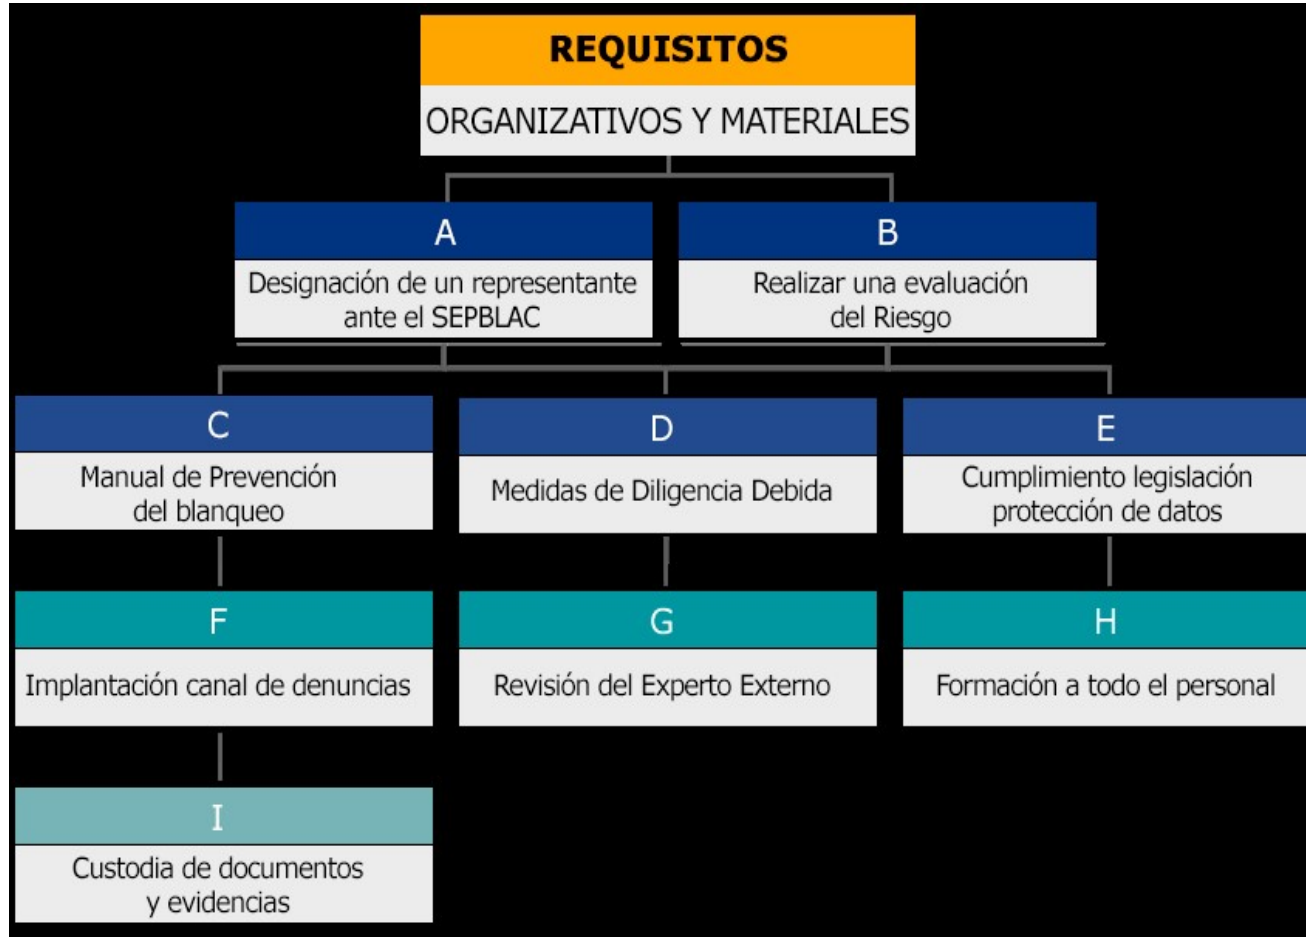 REQUISITOS
ORGANIZATIVOS Y MATERIALES
A
Designación de un representante
ante el SEPBLAC
B
Realizar una evaluación
del Riesgo
C
Manual de Prevención
del blanqueo
D
Medidas de Diligencia Debida
E
Cumplimiento legislación
protección de datos
F
Implantación canal de denuncias
G
Revisión del Experto Externo
H
Formación a todo el personal
I
Custodia de documentos
y evidencias